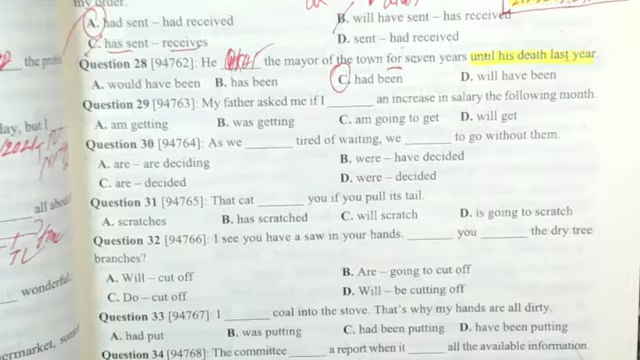 my order.
A. had sent – had received B. will have sent – has received
C. has sent – receives D. sent – had received
the Question 28 [94762]: He the mayor of the town for seven years until his death last year.
A. would have been B. has been C. had been D. will have been
Question 29 [94763]: My father asked me if I ______ an increase in salary the following month.
A. am getting B. was getting C. am going to get D. will get
day, but I Question 30 [94764]: As we ______ tired of waiting, we ______ to go without them.
A. are – are deciding B. were – have decided
C. are – decided D. were – decided
all about Question 31 [94765]: That cat ______ you if you pull its tail.
A. scratches B. has scratched C. will scratch D. is going to scratch
Question 32 [94766]: I see you have a saw in your hands. ______ you ______ the dry tree
branches?
wonderful A. Will – cut off B. Are – going to cut off
C. Do – cut off D. Will – be cutting off
Question 33 [94767]: I ______ coal into the stove. That's why my hands are all dirty.
A. had put B. was putting C. had been putting D. have been putting
Question 34 [94768]: The committee ______ a report when it ______ all the available information.